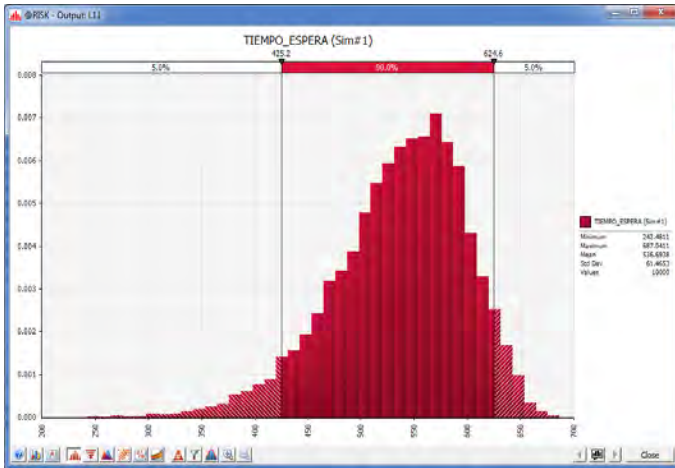 @RISK - Output: L11
TIEMPO_ESPERA (Sim#1)
425.2 624.6
5.0% 90.0% 5.0%
0.008
0.007
0.006
0.005
0.004
0.003
0.002
0.001
0.000
200 250 300 350 400 450 500 550 600 650 700
TIEMPO_ESPERA (Sim#1)
Minimum
Maximum
Mean
Std Dev
Values 10000
Close